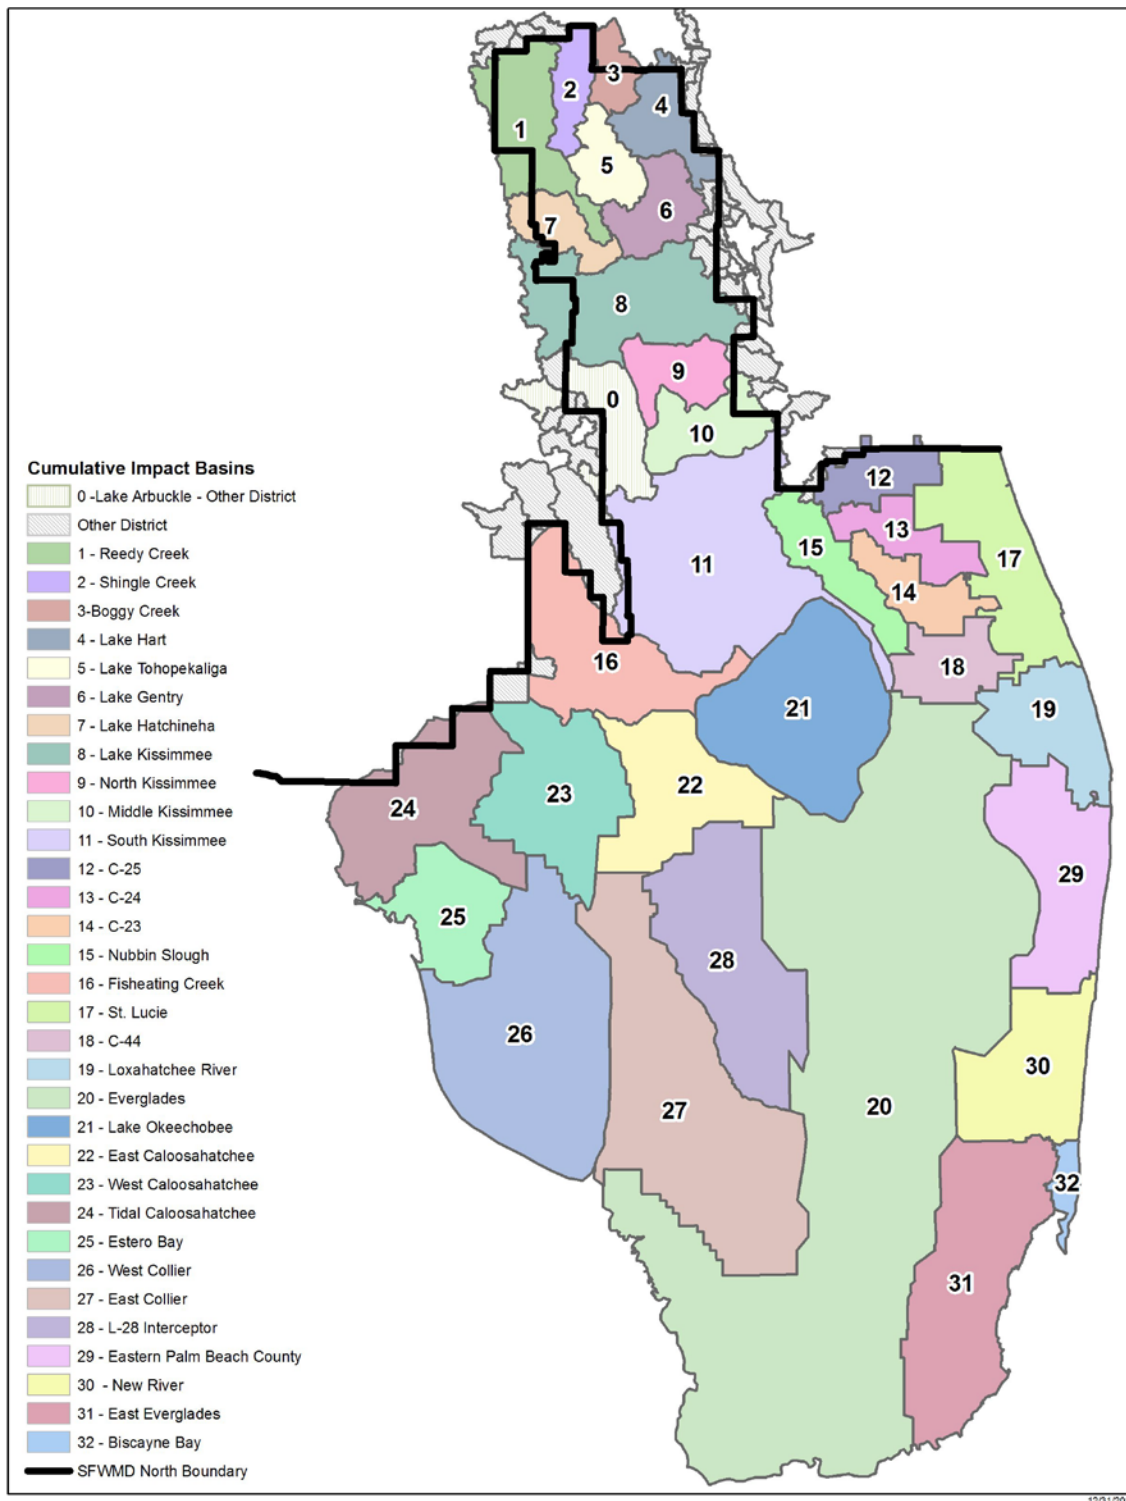 1
2
3
4
5
6
7
8
9
0
10
11
12
13
14
15
16
17
18
19
20
21
22
23
24
25
26
27
28
29
30
31
32
Cumulative Impact Basins
0 -Lake Arbuckle - Other District
Other District
1 - Reedy Creek
2 - Shingle Creek
3-Boggy Creek
4 - Lake Hart
5 - Lake Tohopekaliga
6 - Lake Gentry
7 - Lake Hatchineha
8 - Lake Kissimmee
9 - North Kissimmee
10 - Middle Kissimmee
11 - South Kissimmee
12 - C-25
13 - C-24
14 - C-23
15 - Nubbin Slough
16 - Fisheating Creek
17 - St. Lucie
18 - C-44
19 - Loxahatchee River
20 - Everglades
21 - Lake Okeechobee
22 - East Caloosahatchee
23 - West Caloosahatchee
24 - Tidal Caloosahatchee
25 - Estero Bay
26 - West Collier
27 - East Collier
28 - L-28 Interceptor
29 - Eastern Palm Beach County
30 - New River
31 - East Everglades
32 - Biscayne Bay
SFWMD North Boundary